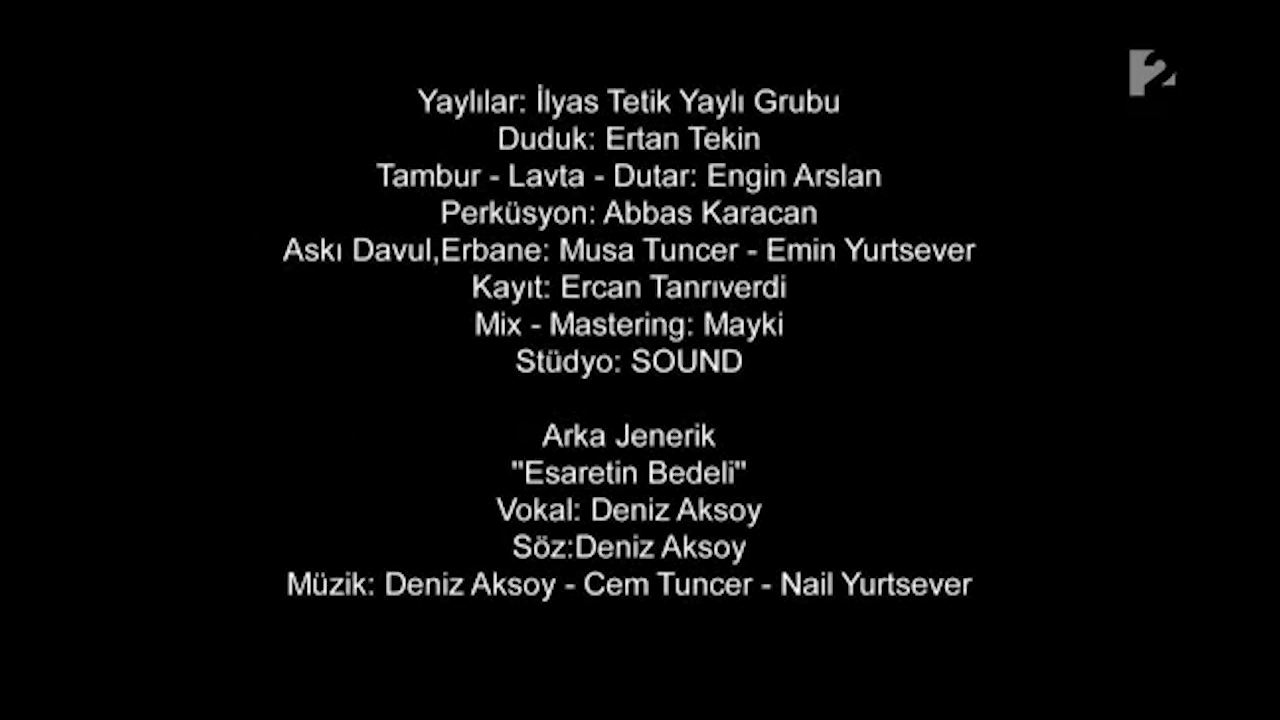 2
Yaylılar: İlyas Tetik Yaylı Grubu
Duduk: Ertan Tekin
Tambur - Lavta - Dutar: Engin Arslan
Perküsyon: Abbas Karacan
Askı Davul,Erbane: Musa Tuncer - Emin Yurtsever
Kayıt: Ercan Tanrıverdi
Mix - Mastering: Mayki
Stüdyo: SOUND
Arka Jenerik
"Esaretin Bedeli"
Vokal: Deniz Aksoy
Söz:Deniz Aksoy
Müzik: Deniz Aksoy - Cem Tuncer - Nail Yurtsever